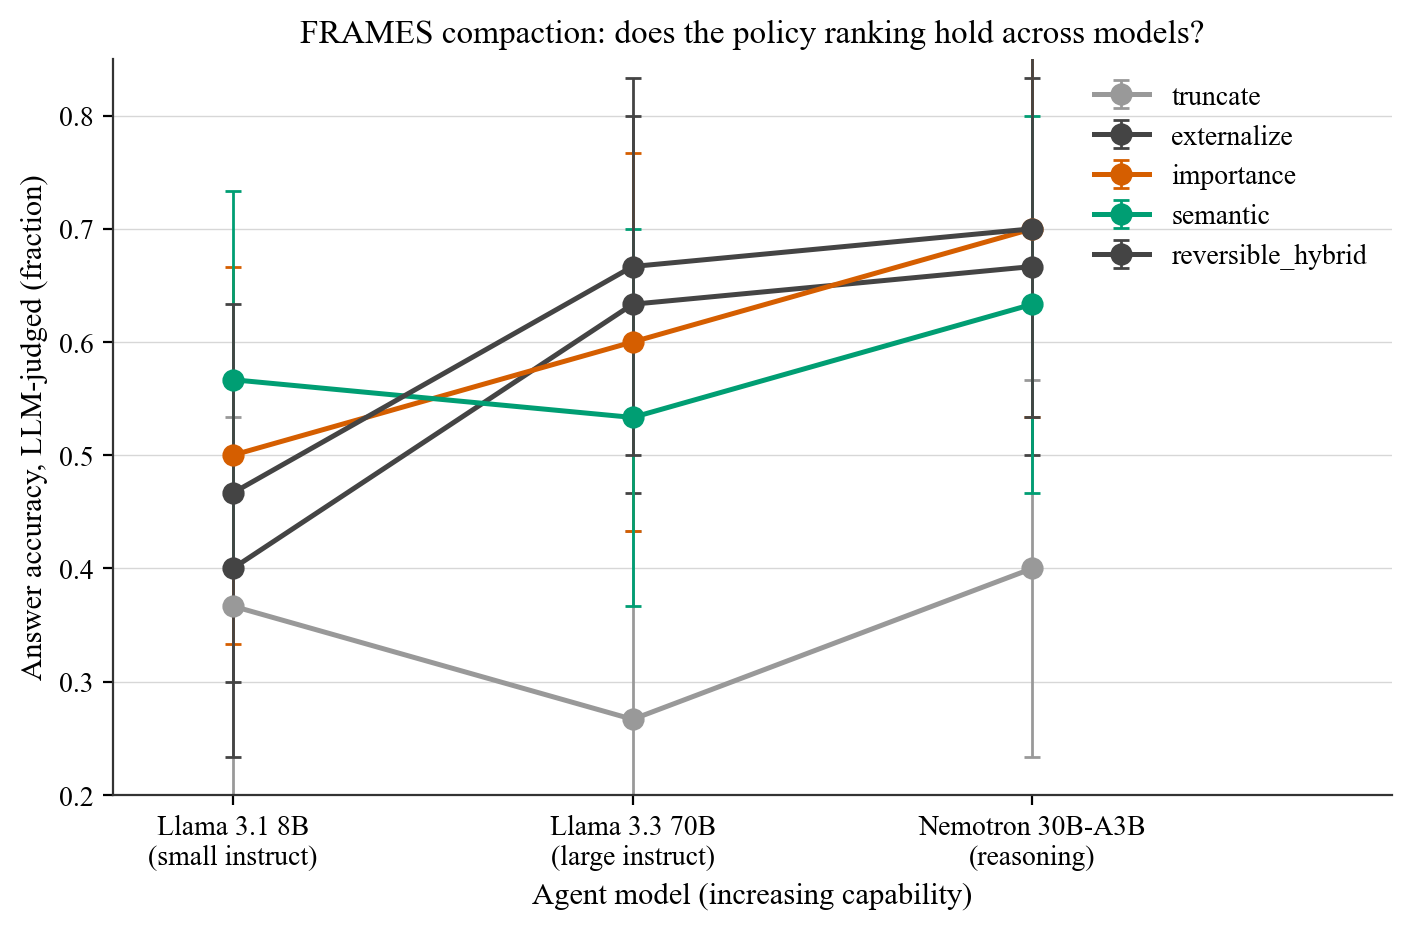 FRAMES compaction: does the policy ranking hold across models?
Answer accuracy, LLM-judged (fraction)
0.8
0.7
0.6
0.5
0.4
0.3
0.2
truncate
externalize
importance
semantic
reversible_hybrid
Llama 3.1 8B
(small instruct)
Llama 3.3 70B
(large instruct)
Nemotron 30B-A3B
(reasoning)
Agent model (increasing capability)